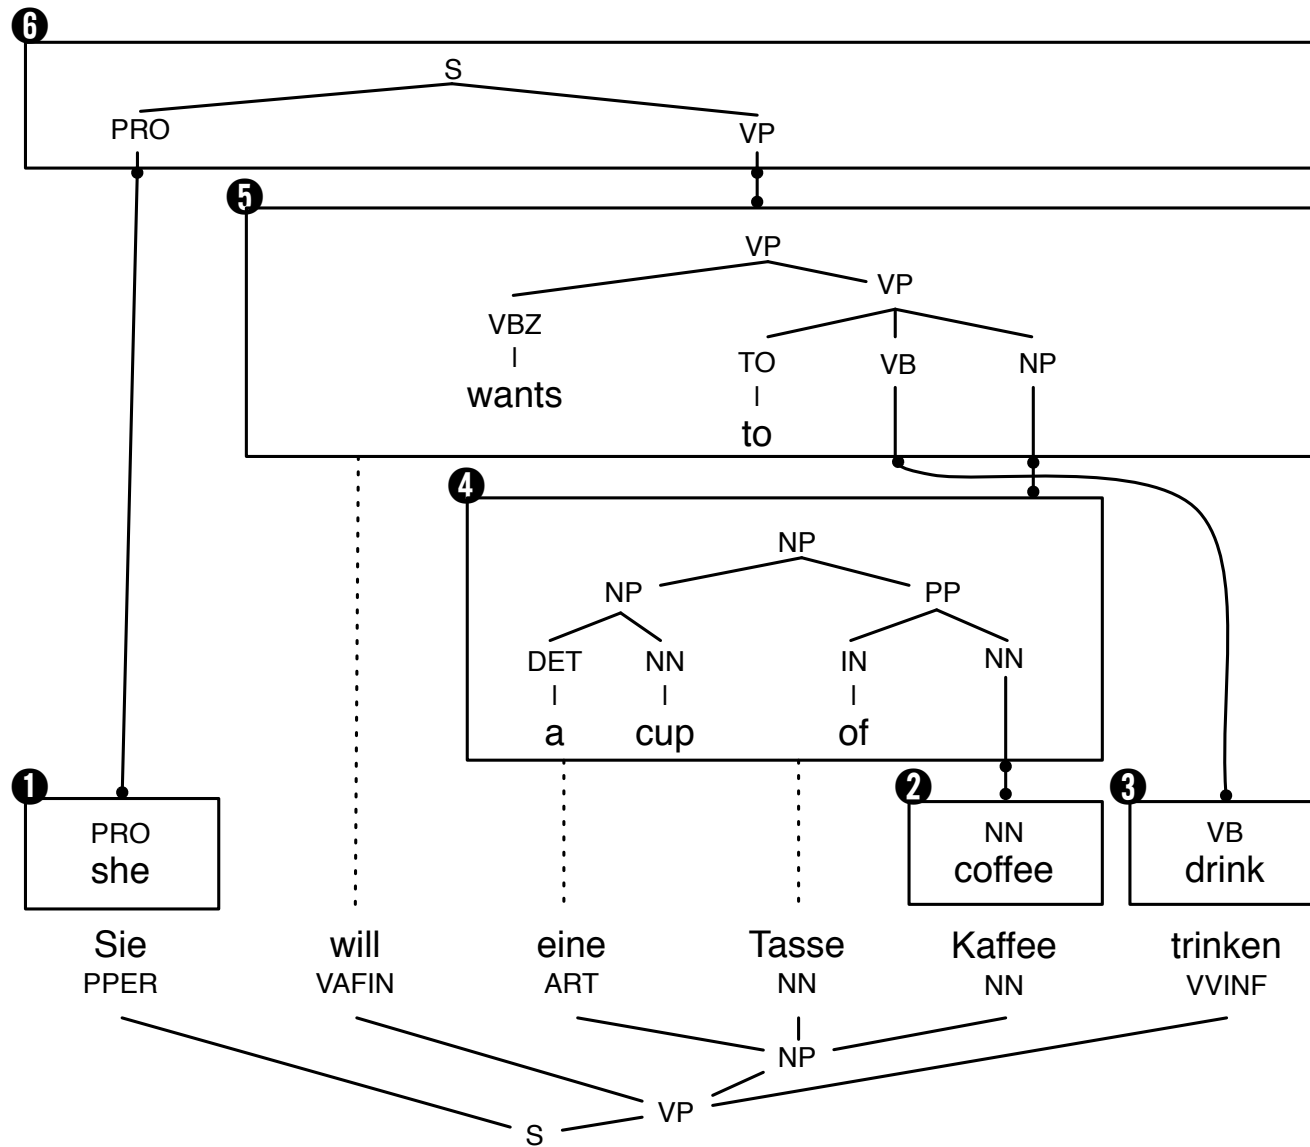 6
S
PRO VP
5
VP
VP
VBZ TO VB NP
wants to
4
NP
NP PP
DET NN IN NN
a cup of
1 2 3
PRO NN VB
she coffee drink
Sie will eine Tasse Kaffee trinken
PPER VAFIN ART NN NN VVINF
NP
VP
S